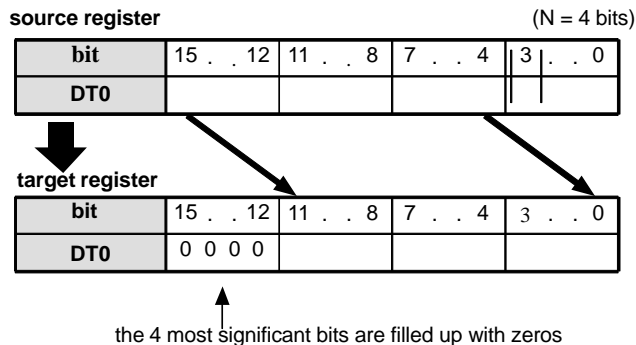 source register (N = 4 bits)
bit 15 . . 12 11 . . 8 7 . . 4 3 . . 0
DT0
target register
bit 15 . . 12 11 . . 8 7 . . 4 3 . . 0
DT0 0 0 0 0
the 4 most significant bits are filled up with zeros